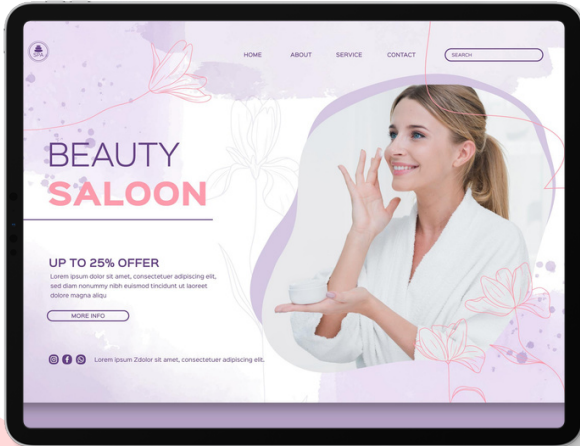 SPA
HOME ABOUT SERVICE CONTACT SEARCH
BEAUTY
SALOON
UP TO 25% OFFER
Lorem ipsum dolor sit amet, consectetuer adipiscing elit,
sed diam nonummy nibh euismod tincidunt ut laoreet
dolore magna aliqu
MORE INFO
Lorem Ipsum Zdolor sit amet, consectetuer adipiscing elit.